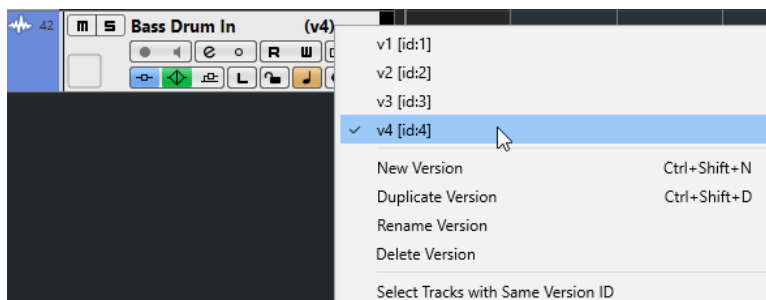 42 m S Bass Drum In (v4)
e R W
L
v1 [id:1]
v2 [id:2]
v3 [id:3]
v4 [id:4]
New Version Ctrl+Shift+N
Duplicate Version Ctrl+Shift+D
Rename Version
Delete Version
Select Tracks with Same Version ID